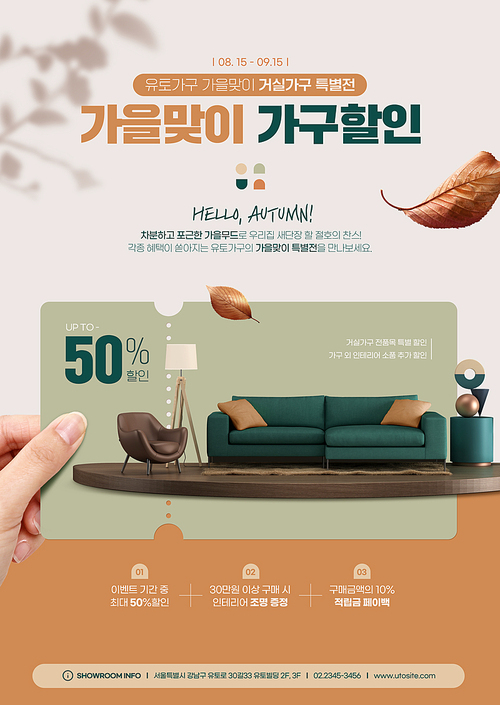 | 08. 15 - 09.15 |
유토가구 가을맞이 거실가구 특별전
가을맞이 가구할인
HELLO, AUTUMN!
차분하고 포근한 가을무드로 우리집 새단장 할 절호의 찬스!
각종 혜택이 쏟아지는 유토가구의 가을맞이 특별전을 만나보세요.
UP TO -
50%
할인
거실가구 전품목 특별 할인
가구 외 인테리어 소품 추가 할인
01
이벤트 기간 중
최대 50%할인
02
30만원 이상 구매 시
인테리어 조명 증정
03
구매금액의 10%
적립금 페이백
SHOWROOM INFO | 서울특별시 강남구 유토로 30길33 유토빌딩 2F, 3F | 02.2345-3456 | www.utosite.com